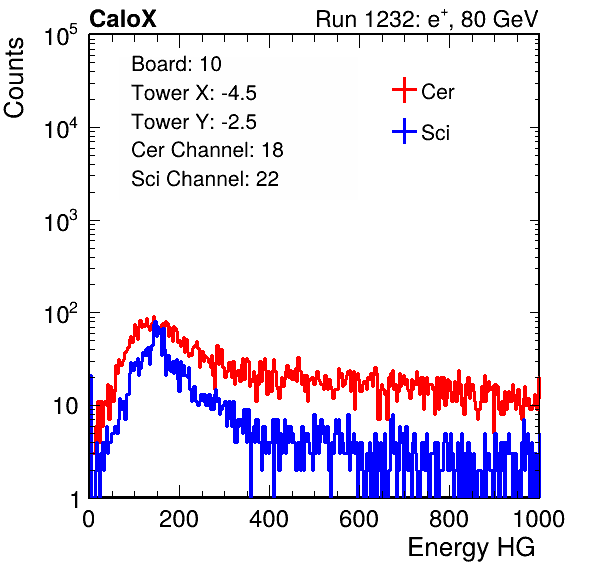 CaloX Run 1232: e⁺, 80 GeV
Counts
Board: 10
Tower X: -4.5
Tower Y: -2.5
Cer Channel: 18
Sci Channel: 22
Cer
Sci
10⁵
10⁴
10³
10²
10
1
0 200 400 600 800 1000
Energy HG